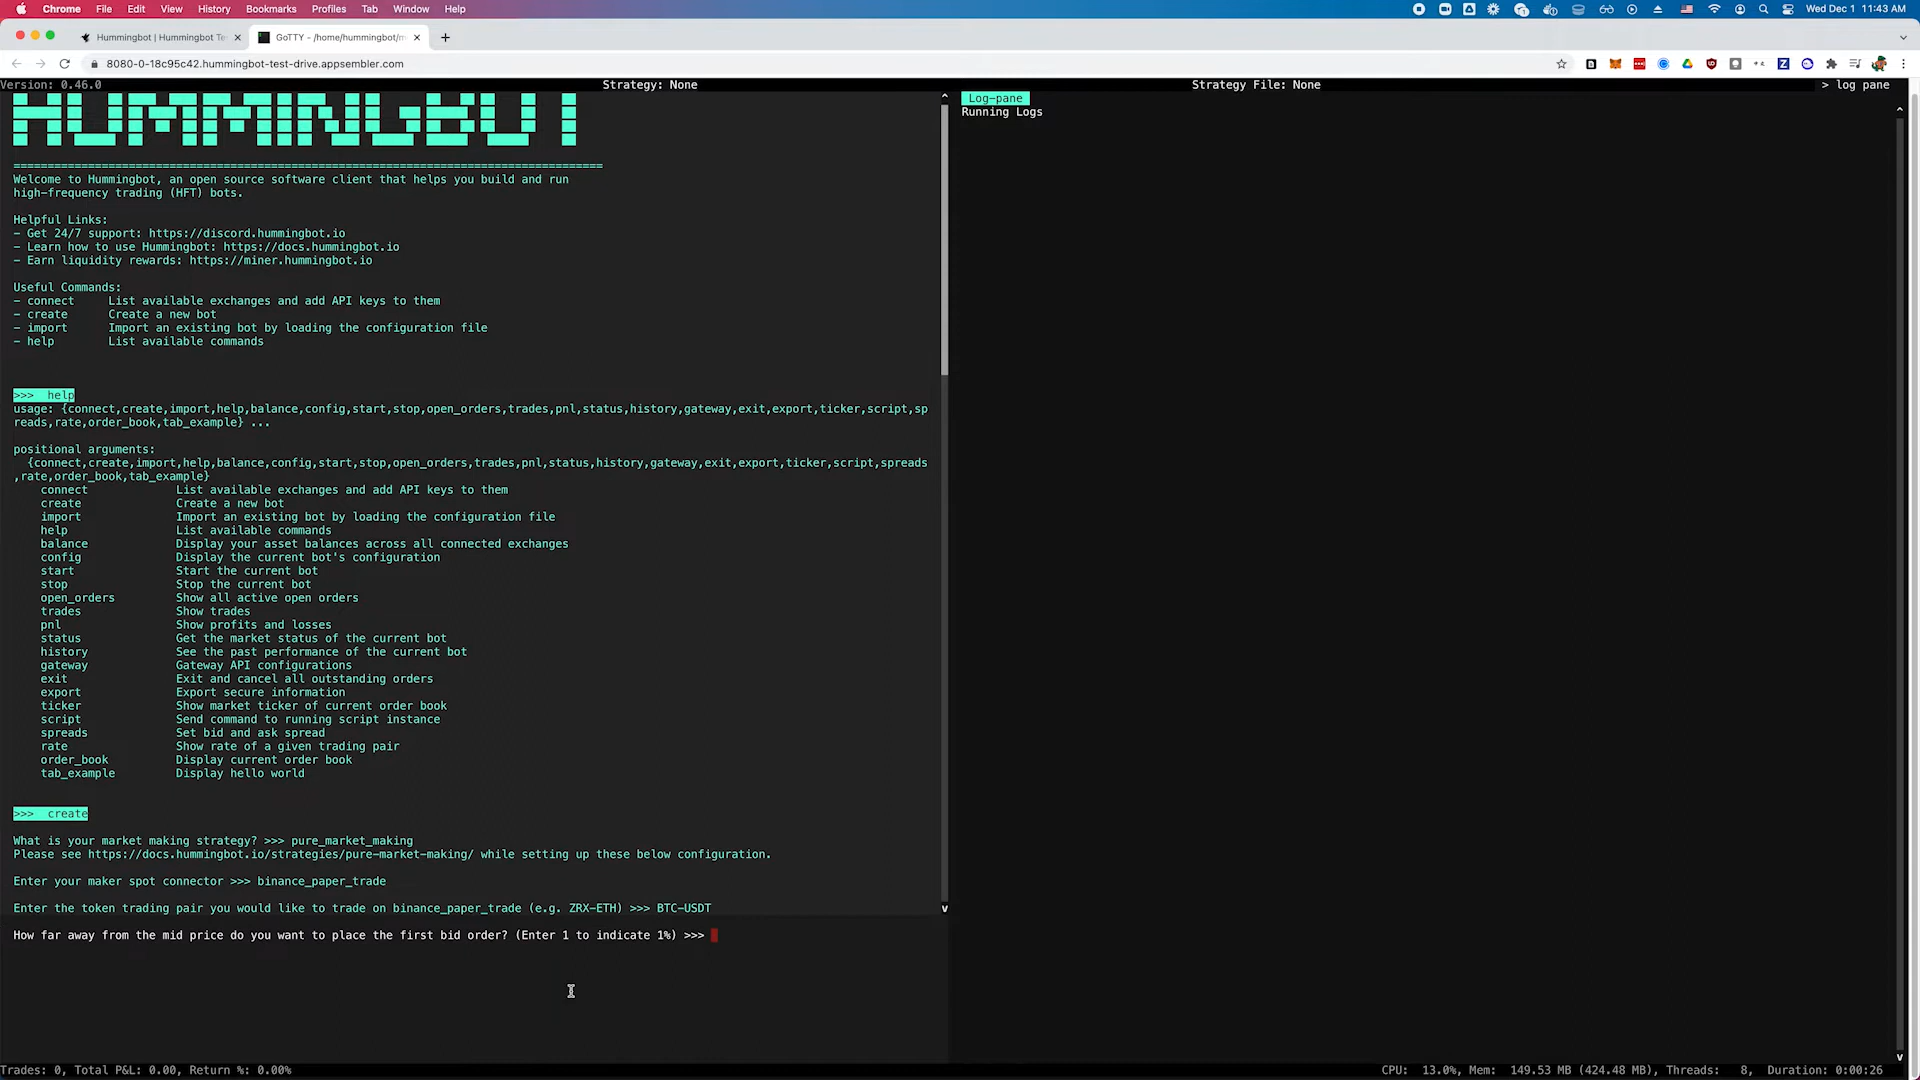 Chrome File Edit View History Bookmarks Profiles Tab Window Help Wed Dec 1 11:43 AM
Hummingbot | Hummingbot Te
GoTTY - /home/hummingbot/m
8080-0-18c95c42.hummingbot-test-drive.appsembler.com
Version: 0.46.0 Strategy: None Strategy File: None > log pane
HUMMINGBOT
Log-pane
Running Logs
=======================================================================================
Welcome to Hummingbot, an open source software client that helps you build and run
high-frequency trading (HFT) bots.
Helpful Links:
- Get 24/7 support: https://discord.hummingbot.io
- Learn how to use Hummingbot: https://docs.hummingbot.io
- Earn liquidity rewards: https://miner.hummingbot.io
Useful Commands:
- connect List available exchanges and add API keys to them
- create Create a new bot
- import Import an existing bot by loading the configuration file
- help List available commands
>>> help
usage: {connect,create,import,help,balance,config,start,stop,open_orders,trades,pnl,status,history,gateway,exit,export,ticker,script,sp
reads,rate,order_book,tab_example} ...
positional arguments:
{connect,create,import,help,balance,config,start,stop,open_orders,trades,pnl,status,history,gateway,exit,export,ticker,script,spreads
,rate,order_book,tab_example}
connect List available exchanges and add API keys to them
create Create a new bot
import Import an existing bot by loading the configuration file
help List available commands
balance Display your asset balances across all connected exchanges
config Display the current bot's configuration
start Start the current bot
stop Stop the current bot
open_orders Show all active open orders
trades Show trades
pnl Show profits and losses
status Get the market status of the current bot
history See the past performance of the current bot
gateway Gateway API configurations
exit Exit and cancel all outstanding orders
export Export secure information
ticker Show market ticker of current order book
script Send command to running script instance
spreads Set bid and ask spread
rate Show rate of a given trading pair
order_book Display current order book
tab_example Display hello world
>>> create
What is your market making strategy? >>> pure_market_making
Please see https://docs.hummingbot.io/strategies/pure-market-making/ while setting up these below configuration.
Enter your maker spot connector >>> binance_paper_trade
Enter the token trading pair you would like to trade on binance_paper_trade (e.g. ZRX-ETH) >>> BTC-USDT
How far away from the mid price do you want to place the first bid order? (Enter 1 to indicate 1%) >>>
Trades: 0, Total P&L: 0.00, Return %: 0.00% CPU: 13.0%, Mem: 149.53 MB (424.48 MB), Threads: 8, Duration: 0:00:26